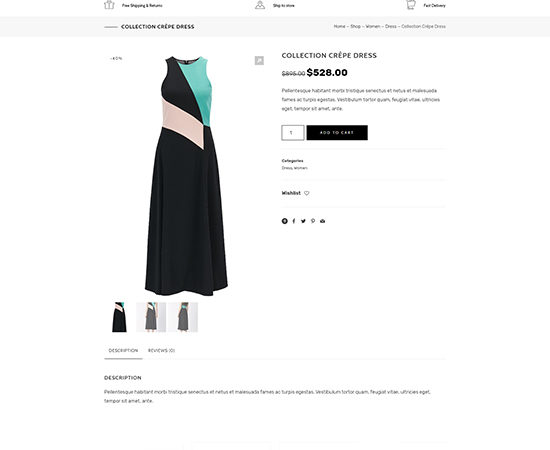 Free Shipping & Returns
Ship to store
Fast Delivery
COLLECTION CRÊPE DRESS
Home – Shop – Women – Dress – Collection Crêpe Dress
-40%
COLLECTION CRÊPE DRESS
$895.00 $528.00
Pellentesque habitant morbi tristique senectus et netus et malesuada
fames ac turpis egestas. Vestibulum tortor quam, feugiat vitae, ultricies
eget, tempor sit amet, ante.
1
ADD TO CART
Categories
Dress, Women
Wishlist
DESCRIPTION
REVIEWS (0)
DESCRIPTION
Pellentesque habitant morbi tristique senectus et netus et malesuada fames ac turpis egestas. Vestibulum tortor quam, feugiat vitae, ultricies eget,
tempor sit amet, ante.